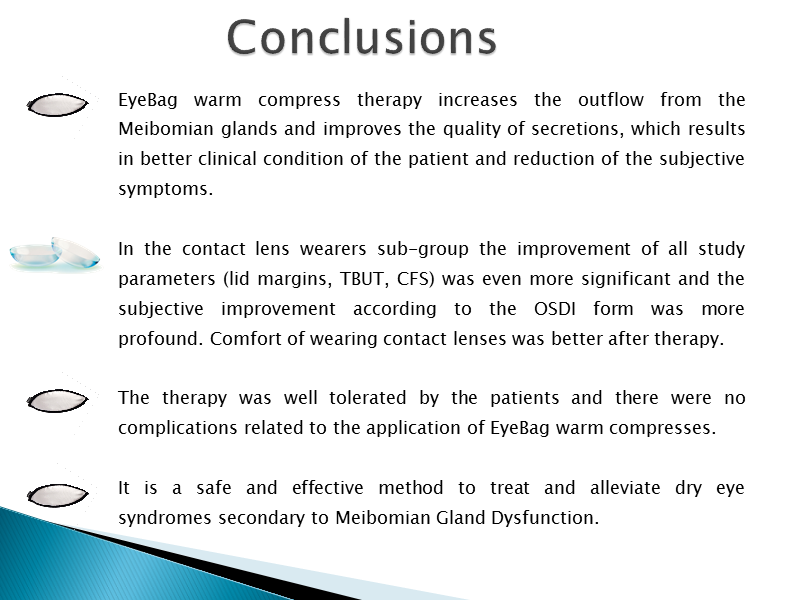 Conclusions
EyeBag warm compress therapy increases the outflow from the
Meibomian glands and improves the quality of secretions, which results
in better clinical condition of the patient and reduction of the subjective
symptoms.
In the contact lens wearers sub-group the improvement of all study
parameters (lid margins, TBUT, CFS) was even more significant and the
subjective improvement according to the OSDI form was more
profound. Comfort of wearing contact lenses was better after therapy.
The therapy was well tolerated by the patients and there were no
complications related to the application of EyeBag warm compresses.
It is a safe and effective method to treat and alleviate dry eye
syndromes secondary to Meibomian Gland Dysfunction.